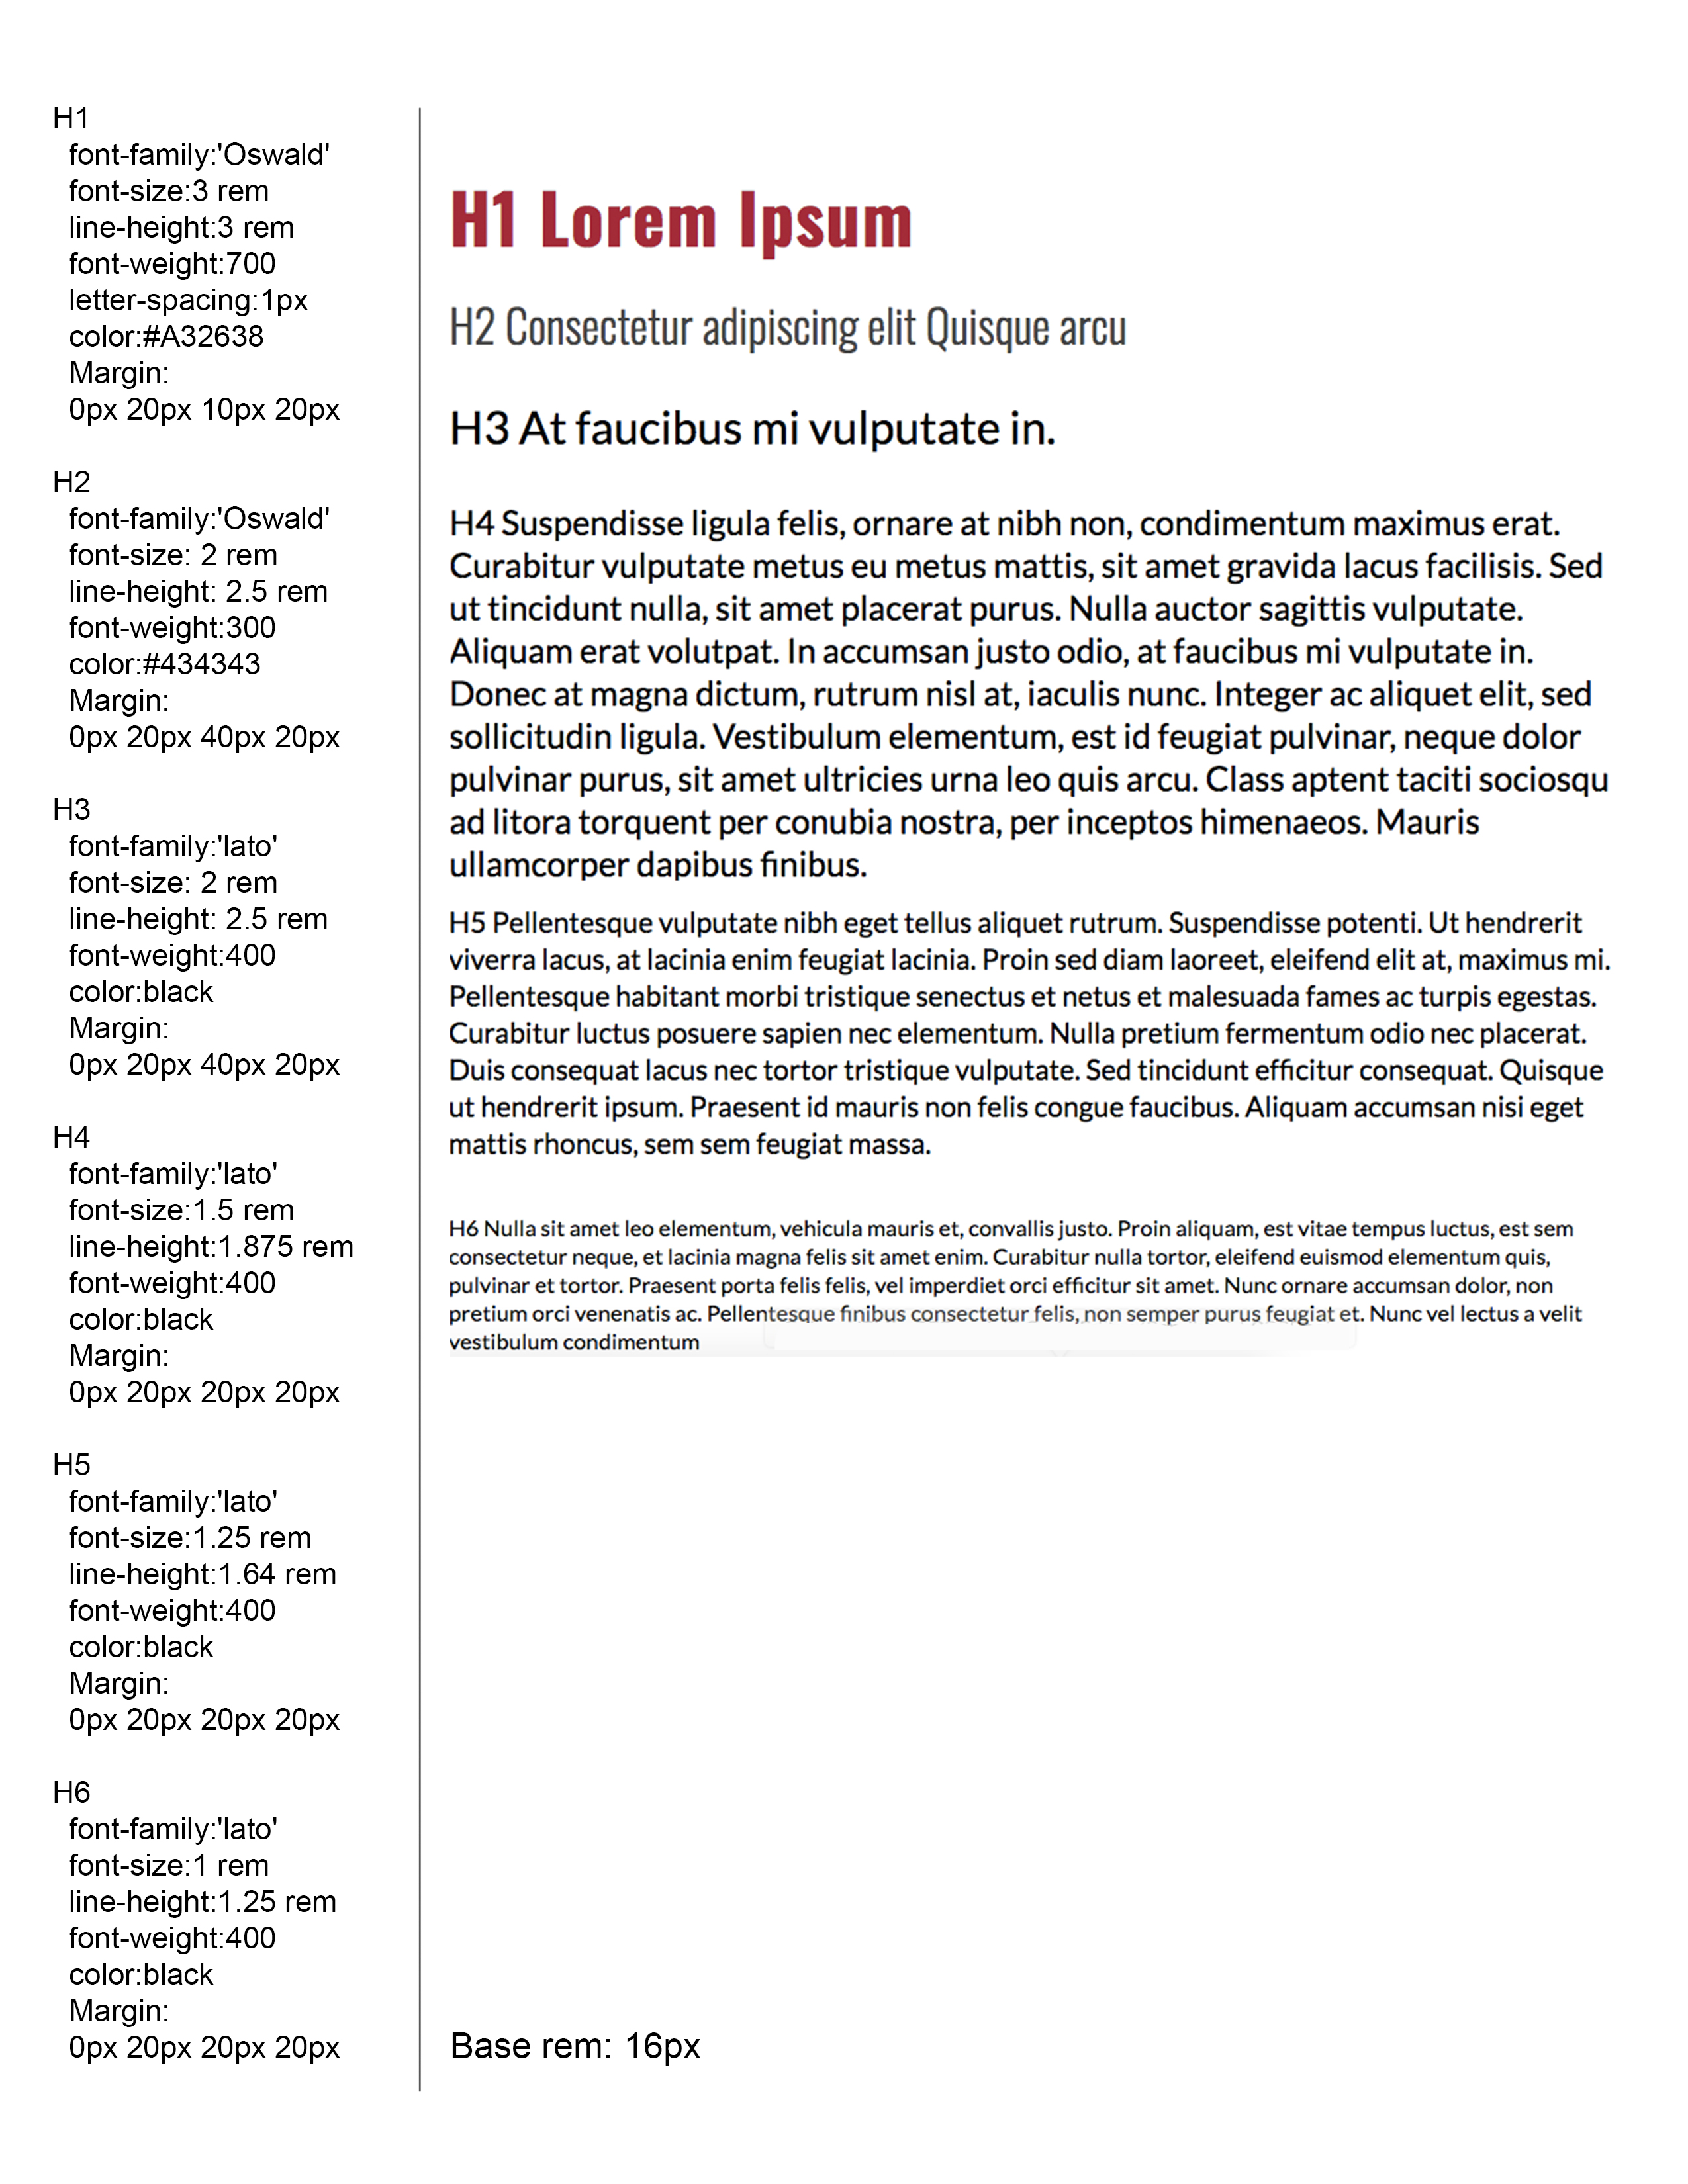 H1
font-family:'Oswald'
font-size:3 rem
line-height:3 rem
font-weight:700
letter-spacing:1px
color:#A32638
Margin:
0px 20px 10px 20px
H2
font-family:'Oswald'
font-size: 2 rem
line-height: 2.5 rem
font-weight:300
color:#434343
Margin:
0px 20px 40px 20px
H3
font-family:'lato'
font-size: 2 rem
line-height: 2.5 rem
font-weight:400
color:black
Margin:
0px 20px 40px 20px
H4
font-family:'lato'
font-size:1.5 rem
line-height:1.875 rem
font-weight:400
color:black
Margin:
0px 20px 20px 20px
H5
font-family:'lato'
font-size:1.25 rem
line-height:1.64 rem
font-weight:400
color:black
Margin:
0px 20px 20px 20px
H6
font-family:'lato'
font-size:1 rem
line-height:1.25 rem
font-weight:400
color:black
Margin:
0px 20px 20px 20px
H1 Lorem Ipsum
H2 Consectetur adipiscing elit Quisque arcu
H3 At faucibus mi vulputate in.
H4 Suspendisse ligula felis, ornare at nibh non, condimentum maximus erat.
Curabitur vulputate metus eu metus mattis, sit amet gravida lacus facilisis. Sed
ut tincidunt nulla, sit amet placerat purus. Nulla auctor sagittis vulputate.
Aliquam erat volutpat. In accumsan justo odio, at faucibus mi vulputate in.
Donec at magna dictum, rutrum nisl at, iaculis nunc. Integer ac aliquet elit, sed
sollicitudin ligula. Vestibulum elementum, est id feugiat pulvinar, neque dolor
pulvinar purus, sit amet ultricies urna leo quis arcu. Class aptent taciti sociosqu
ad litora torquent per conubia nostra, per inceptos himenaeos. Mauris
ullamcorper dapibus finibus.
H5 Pellentesque vulputate nibh eget tellus aliquet rutrum. Suspendisse potenti. Ut hendrerit
viverra lacus, at lacinia enim feugiat lacinia. Proin sed diam laoreet, eleifend elit at, maximus mi.
Pellentesque habitant morbi tristique senectus et netus et malesuada fames ac turpis egestas.
Curabitur luctus posuere sapien nec elementum. Nulla pretium fermentum odio nec placerat.
Duis consequat lacus nec tortor tristique vulputate. Sed tincidunt efficitur consequat. Quisque
ut hendrerit ipsum. Praesent id mauris non felis congue faucibus. Aliquam accumsan nisi eget
mattis rhoncus, sem sem feugiat massa.
H6 Nulla sit amet leo elementum, vehicula mauris et, convallis justo. Proin aliquam, est vitae tempus luctus, est sem
consectetur neque, et lacinia magna felis sit amet enim. Curabitur nulla tortor, eleifend euismod elementum quis,
pulvinar et tortor. Praesent porta felis felis, vel imperdiet orci efficitur sit amet. Nunc ornare accumsan dolor, non
pretium orci venenatis ac. Pellentesque finibus consectetur felis, non semper purus feugiat et. Nunc vel lectus a velit
vestibulum condimentum
Base rem: 16px